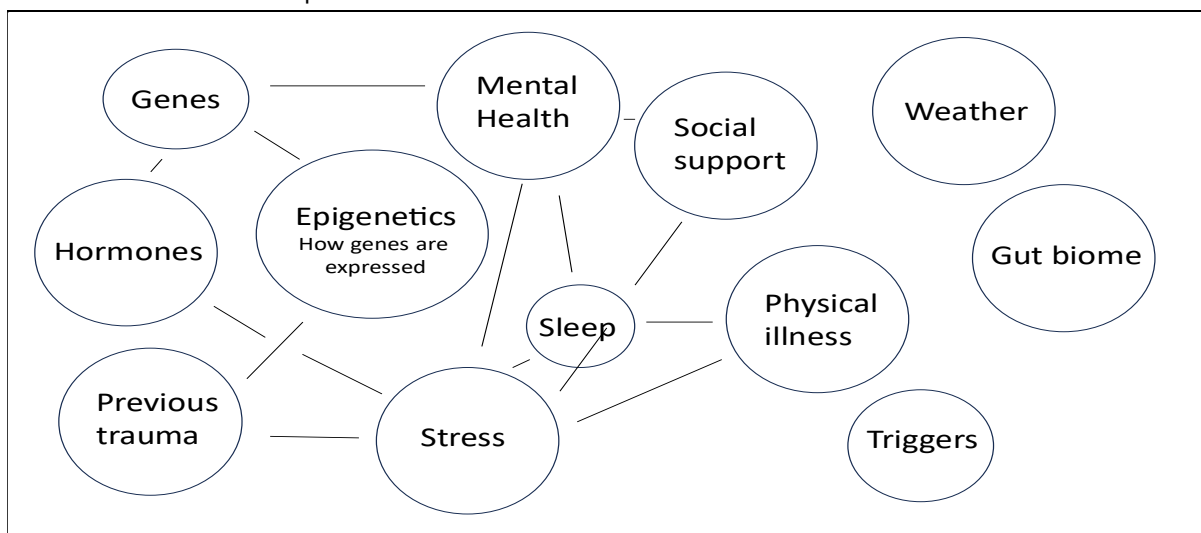 Genes
Mental
Health
Social
support
Weather
Epigenetics
How genes are
expressed
Hormones
Gut biome
Sleep
Physical
illness
Previous
trauma
Stress
Triggers